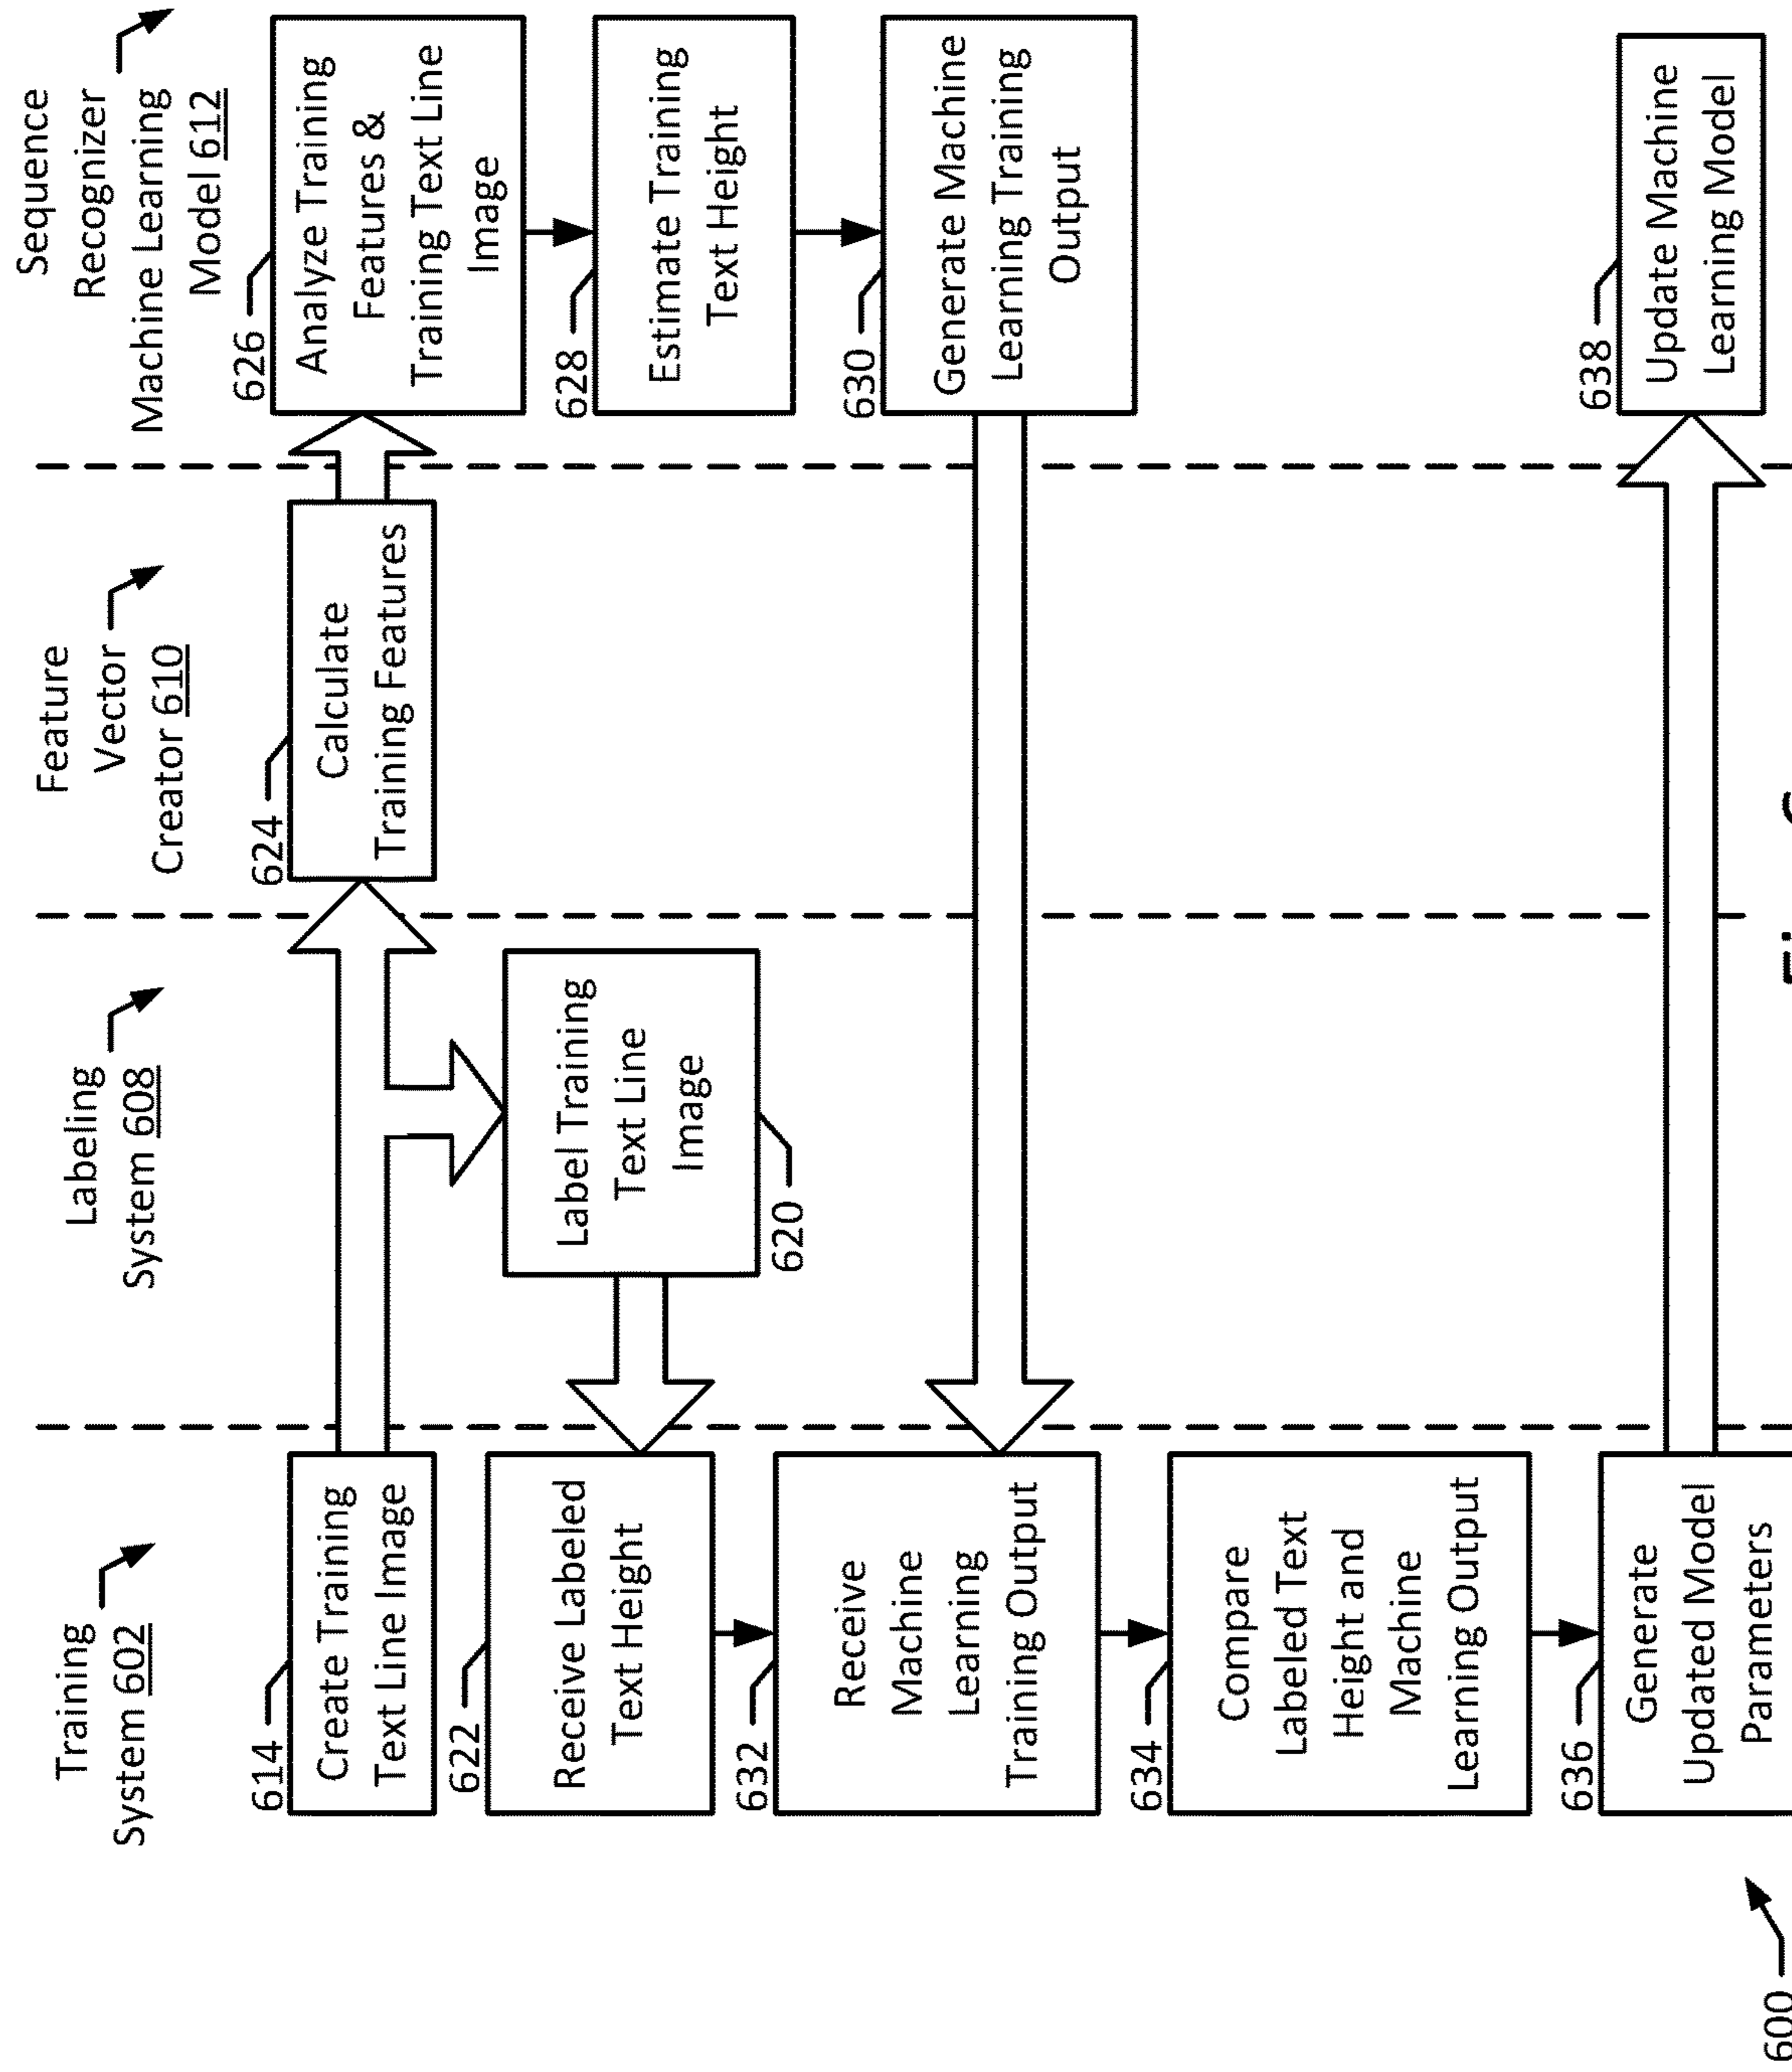 Training
System 602
Labeling
System 608
Feature
Vector
Creator 610
Sequence
Recognizer
Machine Learning
Model 612
614
Create Training
Text Line Image
624
Calculate
Training Features
626
Analyze Training
Features &
Training Text Line
Image
622
Receive Labeled
Text Height
Label Training
Text Line
Image
620
628
Estimate Training
Text Height
632
Receive
Machine
Learning
Training Output
630
Generate Machine
Learning Training
Output
634
Compare
Labeled Text
Height and
Machine
Learning Output
636
Generate
Updated Model
Parameters
638
Update Machine
Learning Model
600